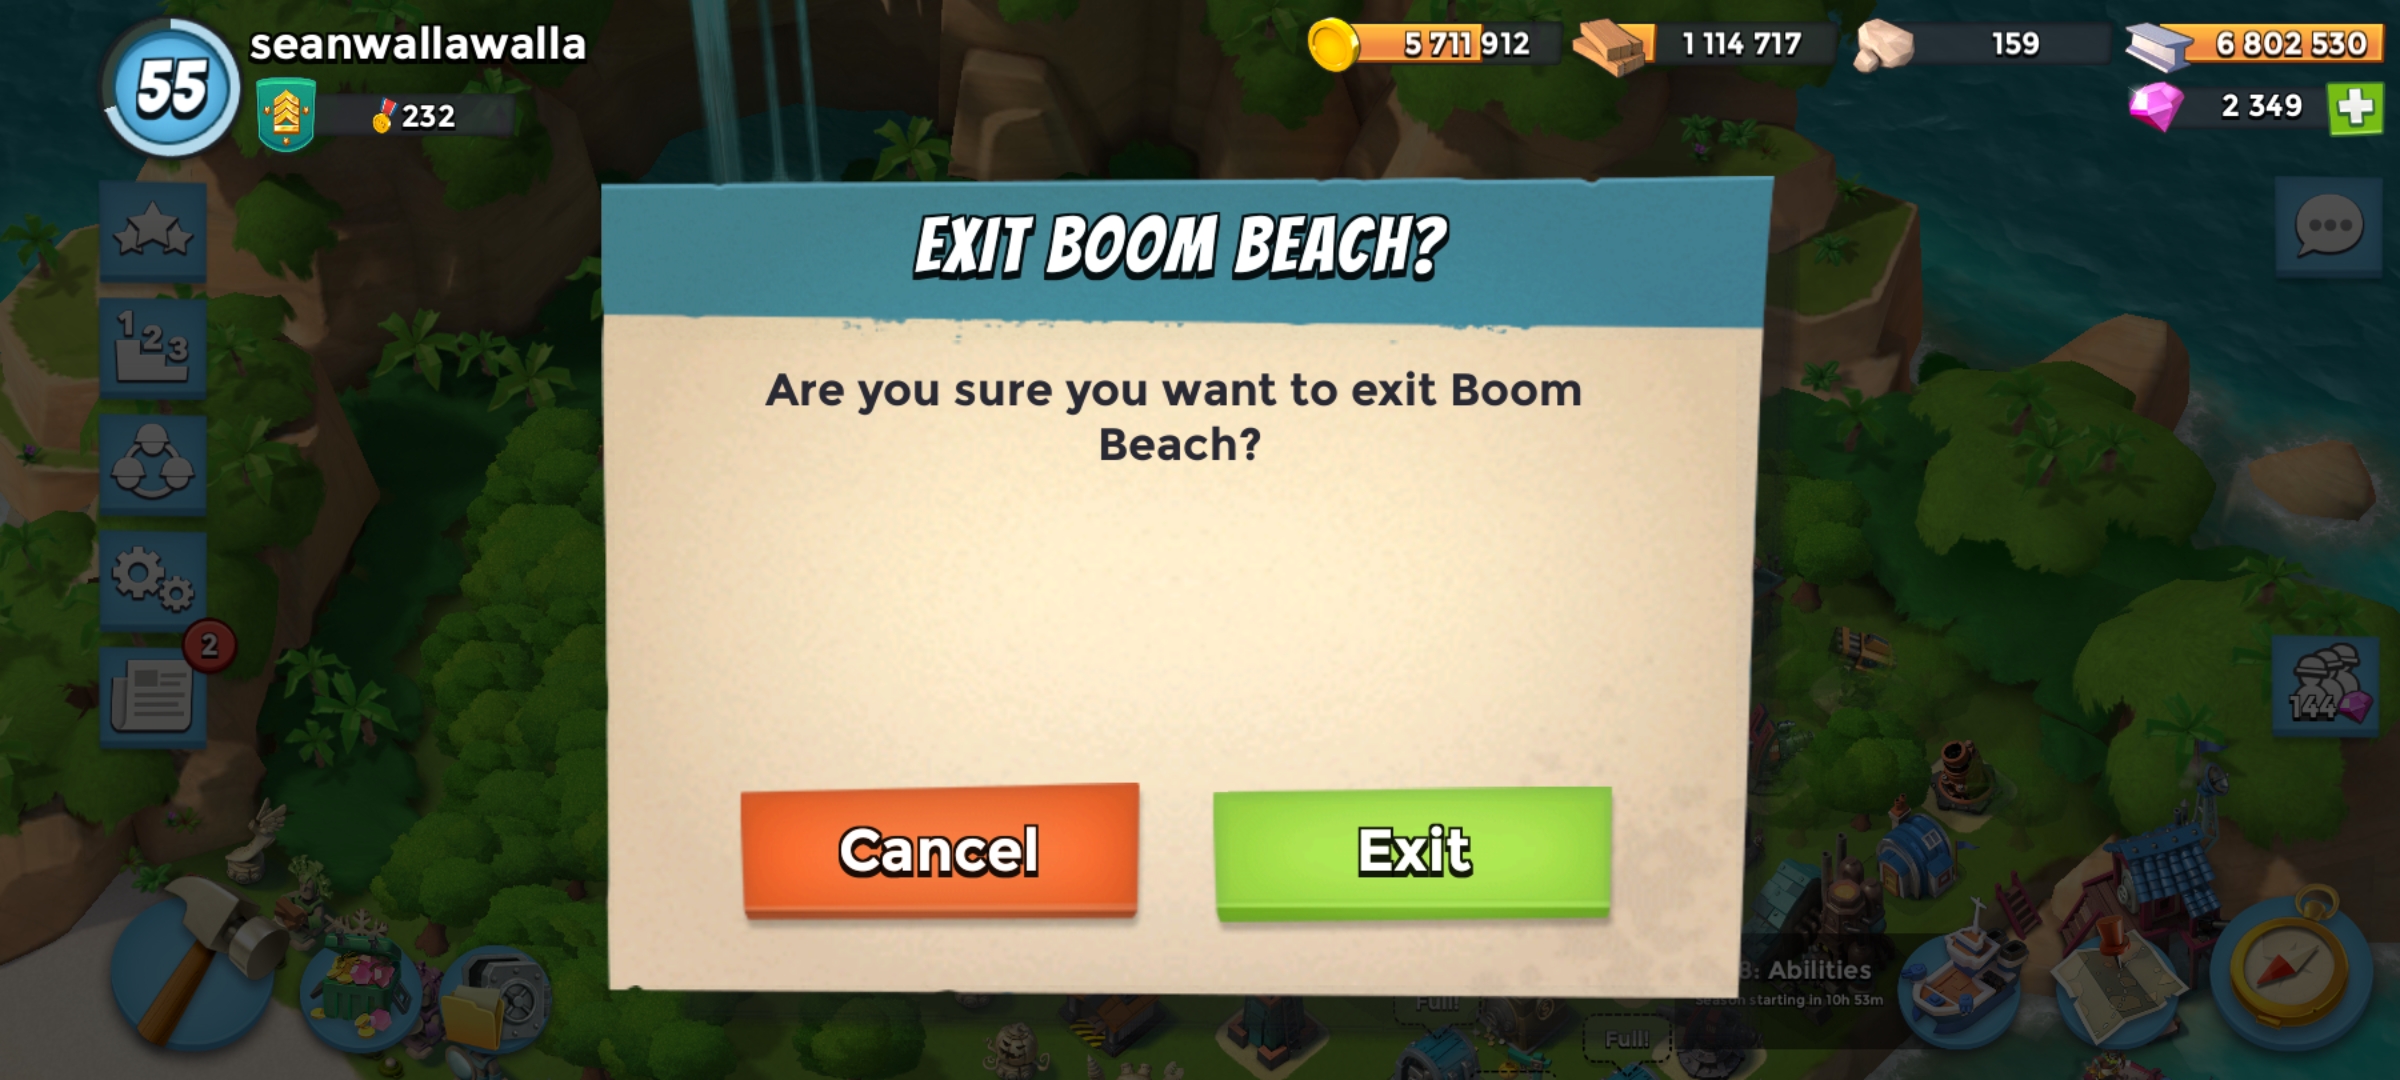 55
seanwallawalla
232
5 711 912
1 114 717
159
6 802 530
2 349
EXIT BOOM BEACH?
Are you sure you want to exit Boom
Beach?
Cancel
Exit
1 2 3
2
144
8: Abilities
Season starting in 10h 53m
Full!
Full!